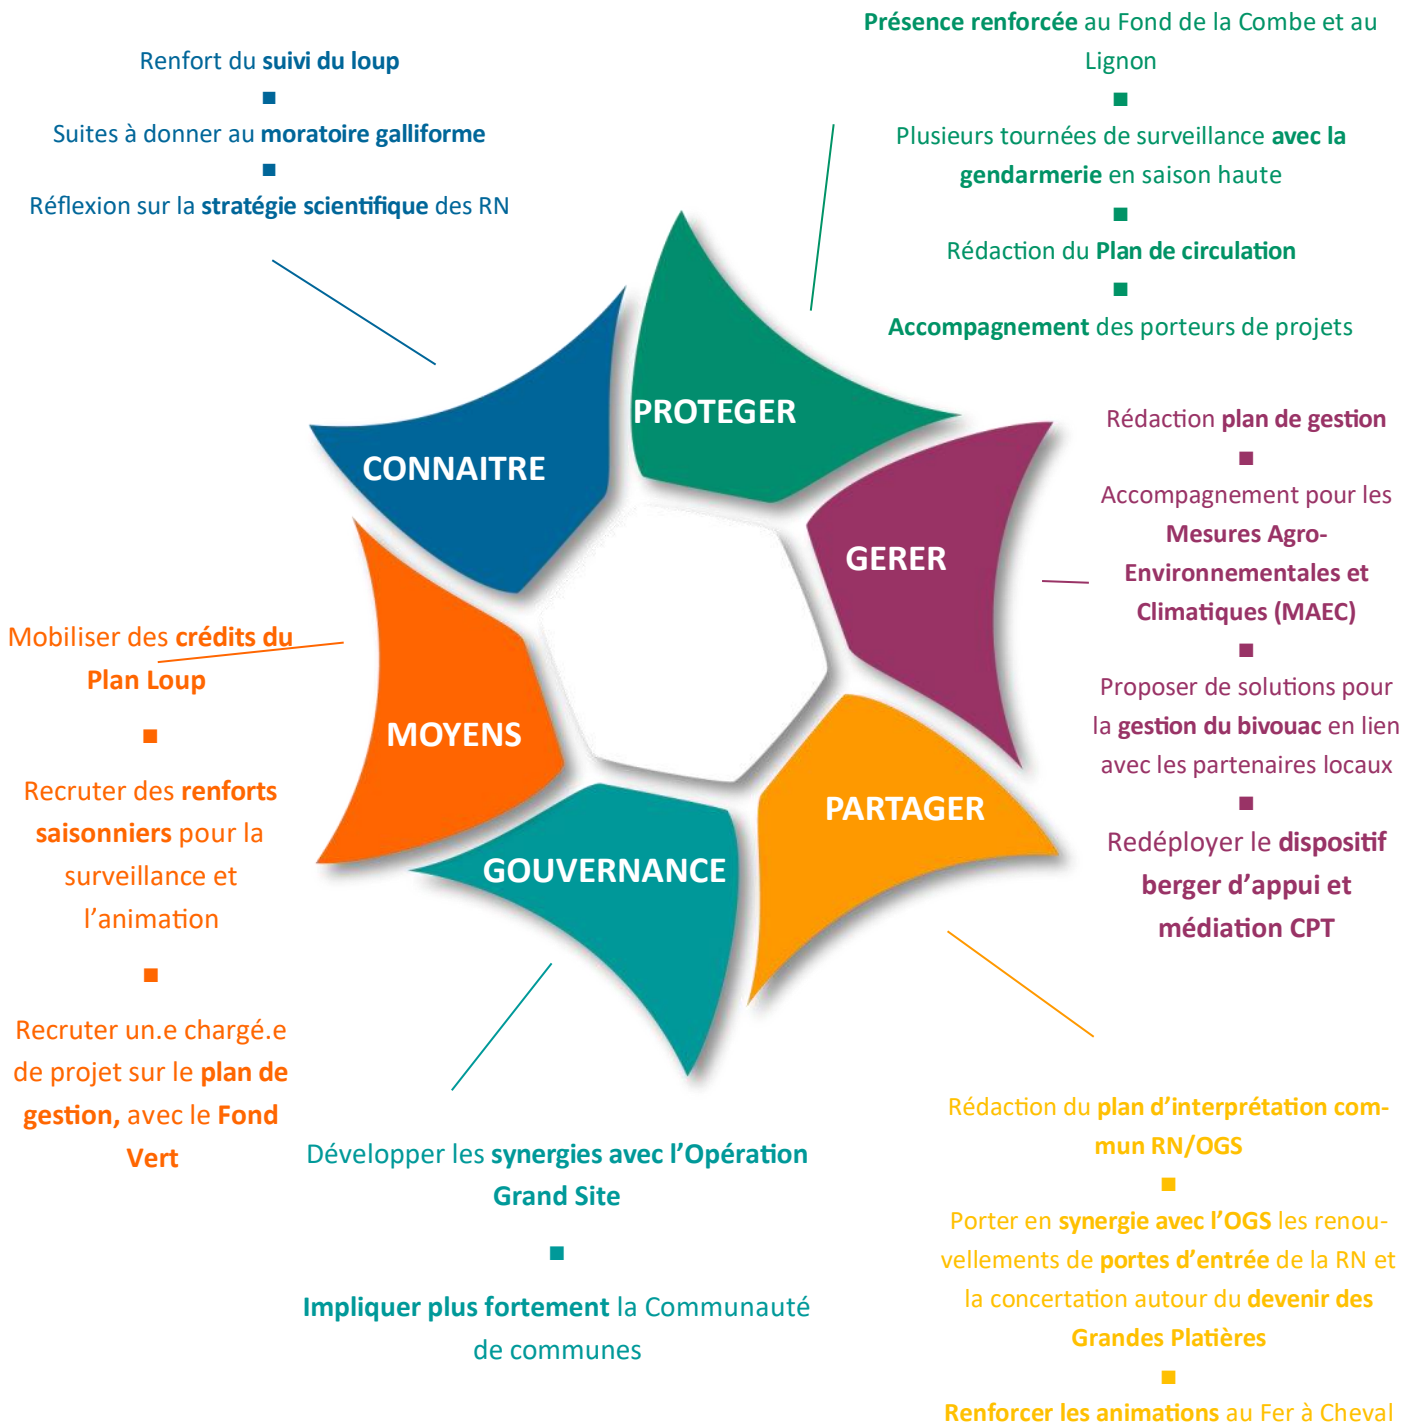 Renfort du suivi du loup
■
Suites à donner au moratoire galliforme
■
Réflexion sur la stratégie scientifique des RN
Présence renforcée au Fond de la Combe et au
Lignon
■
Plusieurs tournées de surveillance avec la
gendarmerie en saison haute
■
Rédaction du Plan de circulation
■
Accompagnement des porteurs de projets
CONNAITRE
PROTEGER
GERER
PARTAGER
GOUVERNANCE
MOYENS
Rédaction plan de gestion
■
Accompagnement pour les
Mesures Agro-
Environnementales et
Climatiques (MAEC)
■
Proposer de solutions pour
la gestion du bivouac en lien
avec les partenaires locaux
■
Redéployer le dispositif
berger d’appui et
médiation CPT
Mobiliser des crédits du
Plan Loup
■
Recruter des renforts
saisonniers pour la
surveillance et
l’animation
■
Recruter un.e chargé.e
de projet sur le plan de
gestion, avec le Fond
Vert
Développer les synergies avec l’Opération
Grand Site
■
Impliquer plus fortement la Communauté
de communes
Rédaction du plan d’interprétation com-
mun RN/OGS
■
Porter en synergie avec l’OGS les renou-
vellements de portes d’entrée de la RN et
la concertation autour du devenir des
Grandes Platières
■
Renforcer les animations au Fer à Cheval